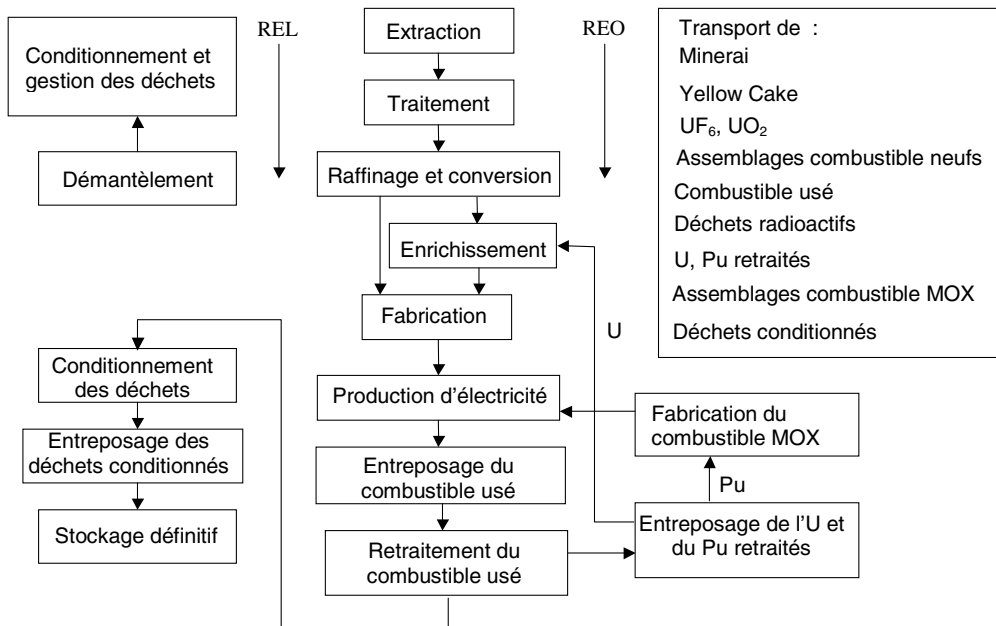 Conditionnement et
gestion des déchets
Démantèlement
REL
Extraction
Traitement
Raffinage et conversion
Enrichissement
Fabrication
Production d'électricité
Entreposage du
combustible usé
Retraitement du
combustible usé
REO
Transport de :
Minerai
Yellow Cake
UF₆, UO₂
Assemblages combustible neufs
Combustible usé
Déchets radioactifs
U, Pu retraités
Assemblages combustible MOX
Déchets conditionnés
U
Fabrication du
combustible MOX
Pu
Entreposage de l'U et
du Pu retraités
Conditionnement
des déchets
Entreposage des
déchets conditionnés
Stockage définitif